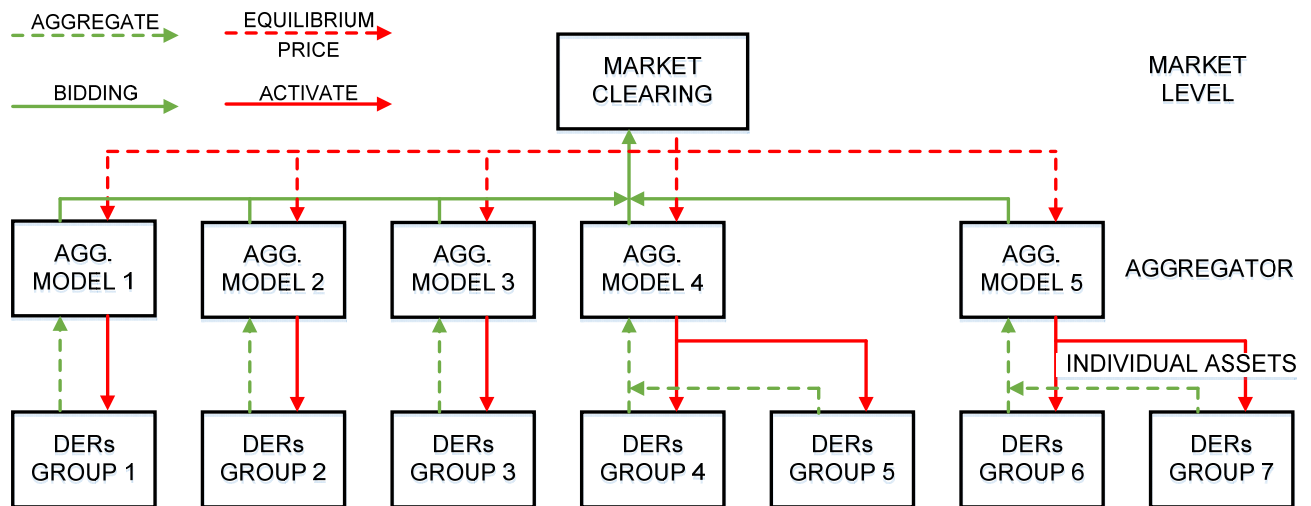 AGGREGATE
EQUILIBRIUM
PRICE
BIDDING
ACTIVATE
MARKET
CLEARING
MARKET
LEVEL
AGG.
MODEL 1
AGG.
MODEL 2
AGG.
MODEL 3
AGG.
MODEL 4
AGG.
MODEL 5
AGGREGATOR
INDIVIDUAL ASSETS
DERs
GROUP 1
DERs
GROUP 2
DERs
GROUP 3
DERs
GROUP 4
DERs
GROUP 5
DERs
GROUP 6
DERs
GROUP 7